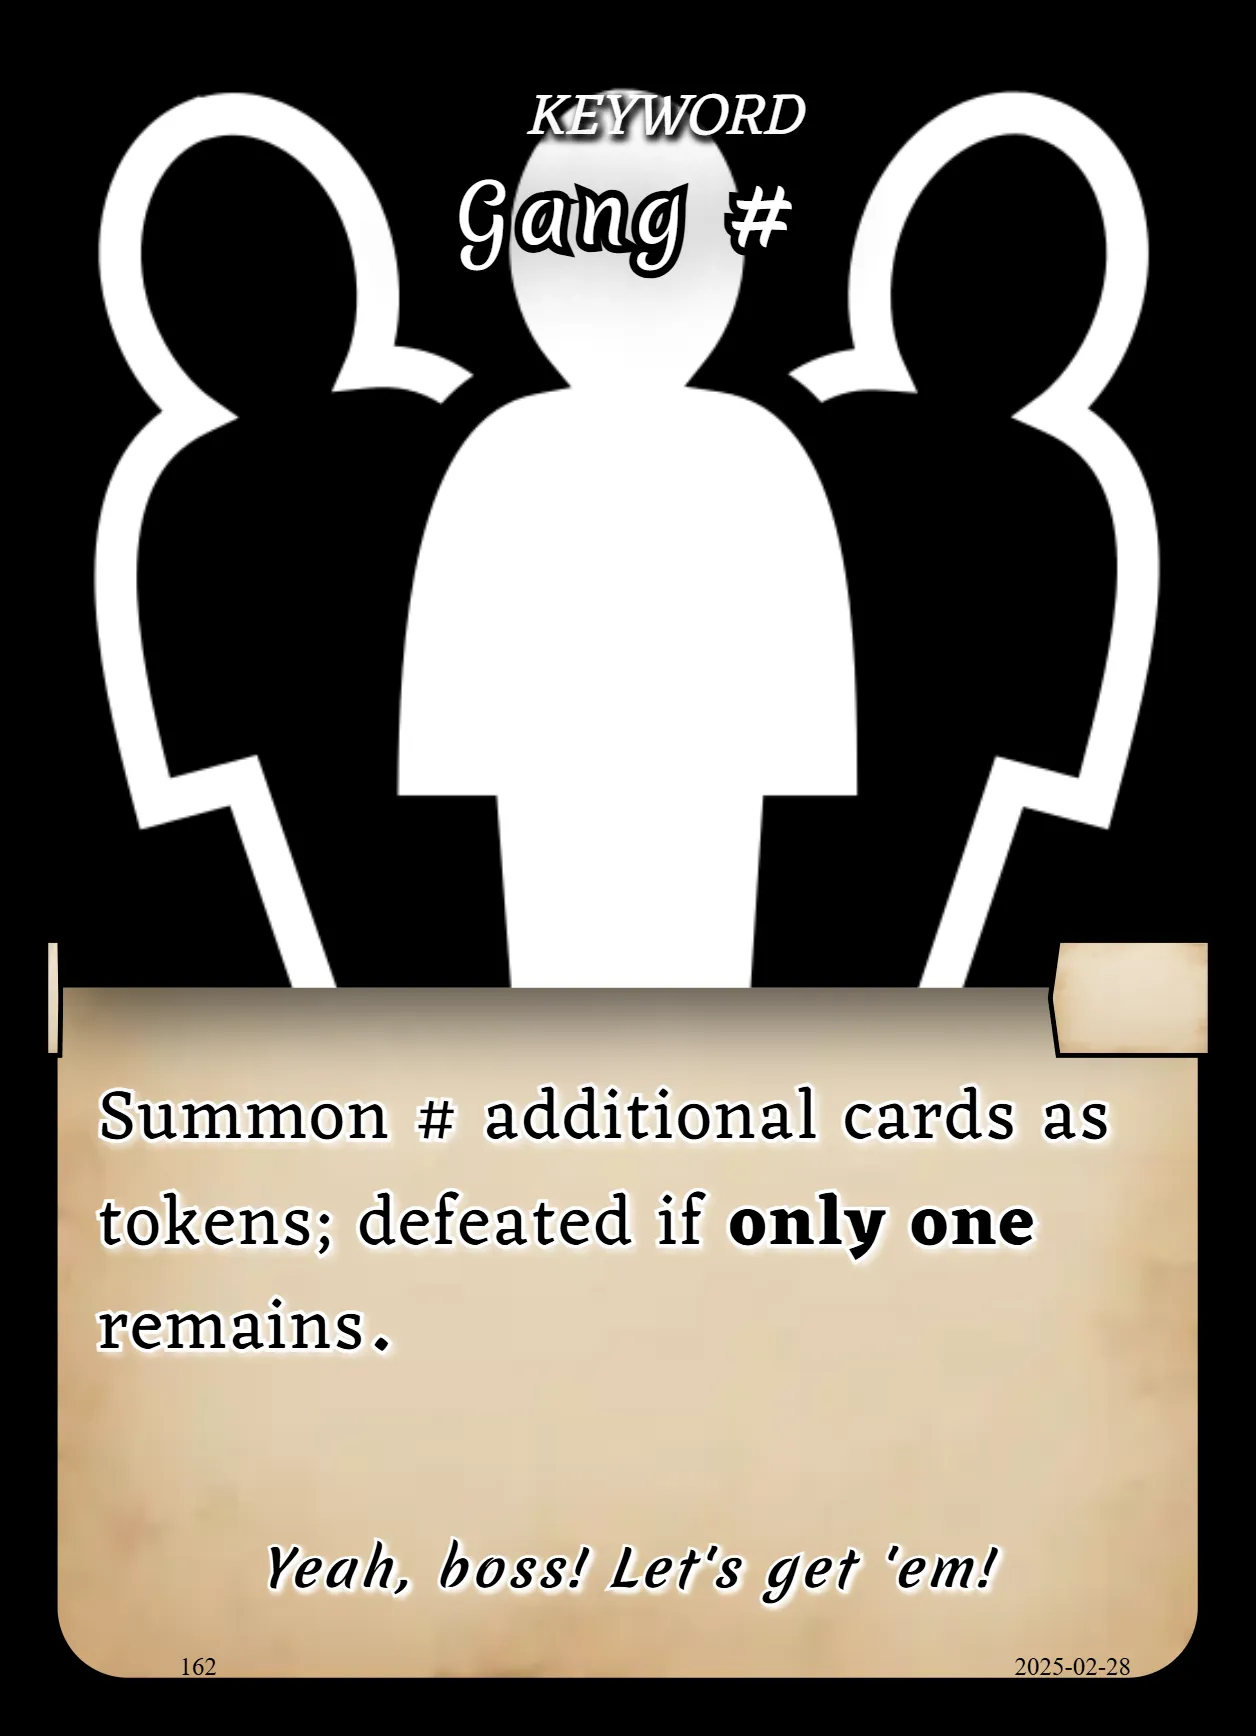 KEYWORD
Gang #
Summon # additional cards as
tokens; defeated if only one
remains.
Yeah, boss! Let's get 'em!
162
2025-02-28